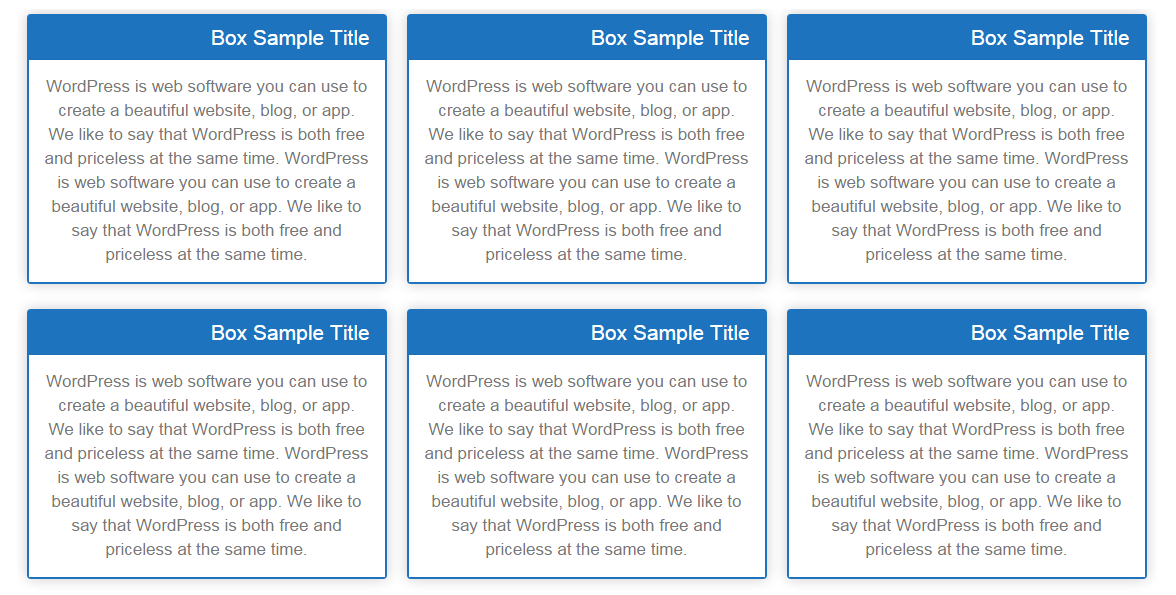 Box Sample Title
WordPress is web software you can use to
create a beautiful website, blog, or app.
We like to say that WordPress is both free
and priceless at the same time. WordPress
is web software you can use to create a
beautiful website, blog, or app. We like to
say that WordPress is both free and
priceless at the same time.
Box Sample Title
WordPress is web software you can use to
create a beautiful website, blog, or app.
We like to say that WordPress is both free
and priceless at the same time. WordPress
is web software you can use to create a
beautiful website, blog, or app. We like to
say that WordPress is both free and
priceless at the same time.
Box Sample Title
WordPress is web software you can use to
create a beautiful website, blog, or app.
We like to say that WordPress is both free
and priceless at the same time. WordPress
is web software you can use to create a
beautiful website, blog, or app. We like to
say that WordPress is both free and
priceless at the same time.
Box Sample Title
WordPress is web software you can use to
create a beautiful website, blog, or app.
We like to say that WordPress is both free
and priceless at the same time. WordPress
is web software you can use to create a
beautiful website, blog, or app. We like to
say that WordPress is both free and
priceless at the same time.
Box Sample Title
WordPress is web software you can use to
create a beautiful website, blog, or app.
We like to say that WordPress is both free
and priceless at the same time. WordPress
is web software you can use to create a
beautiful website, blog, or app. We like to
say that WordPress is both free and
priceless at the same time.
Box Sample Title
WordPress is web software you can use to
create a beautiful website, blog, or app.
We like to say that WordPress is both free
and priceless at the same time. WordPress
is web software you can use to create a
beautiful website, blog, or app. We like to
say that WordPress is both free and
priceless at the same time.